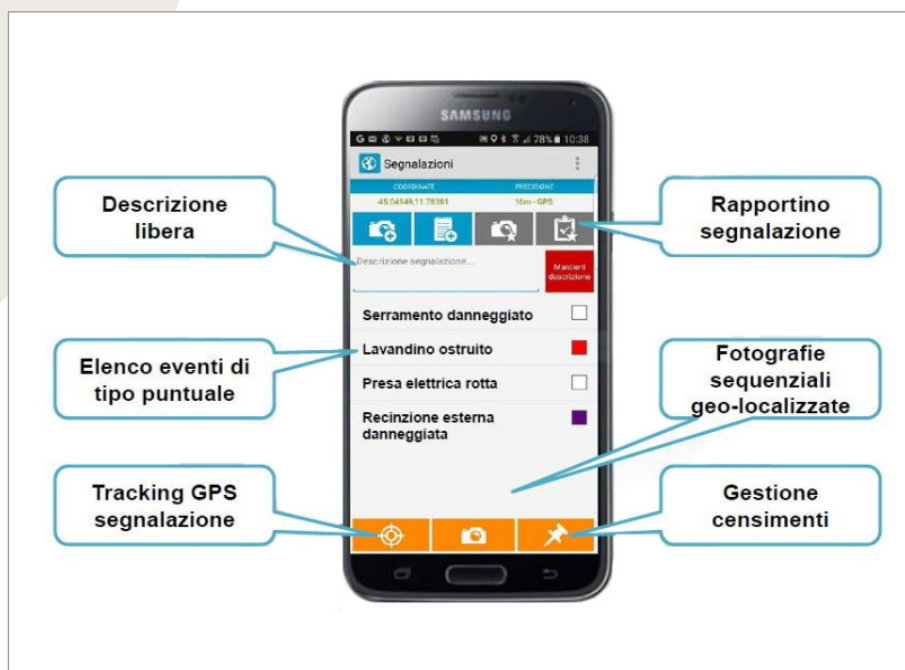 SAMSUNG
78% 10:38
Segnalazioni
COORDINATE PRECISIONE
45.04949,11.78381 16m - GPS
Descrizione segnalazione...
Mantieni
descrizione
Serramento danneggiato
Lavandino ostruito
Presa elettrica rotta
Recinzione esterna
danneggiata
Descrizione
libera
Elenco eventi di
tipo puntuale
Tracking GPS
segnalazione
Rapportino
segnalazione
Fotografie
sequenziali
geo-localizzate
Gestione
censimenti